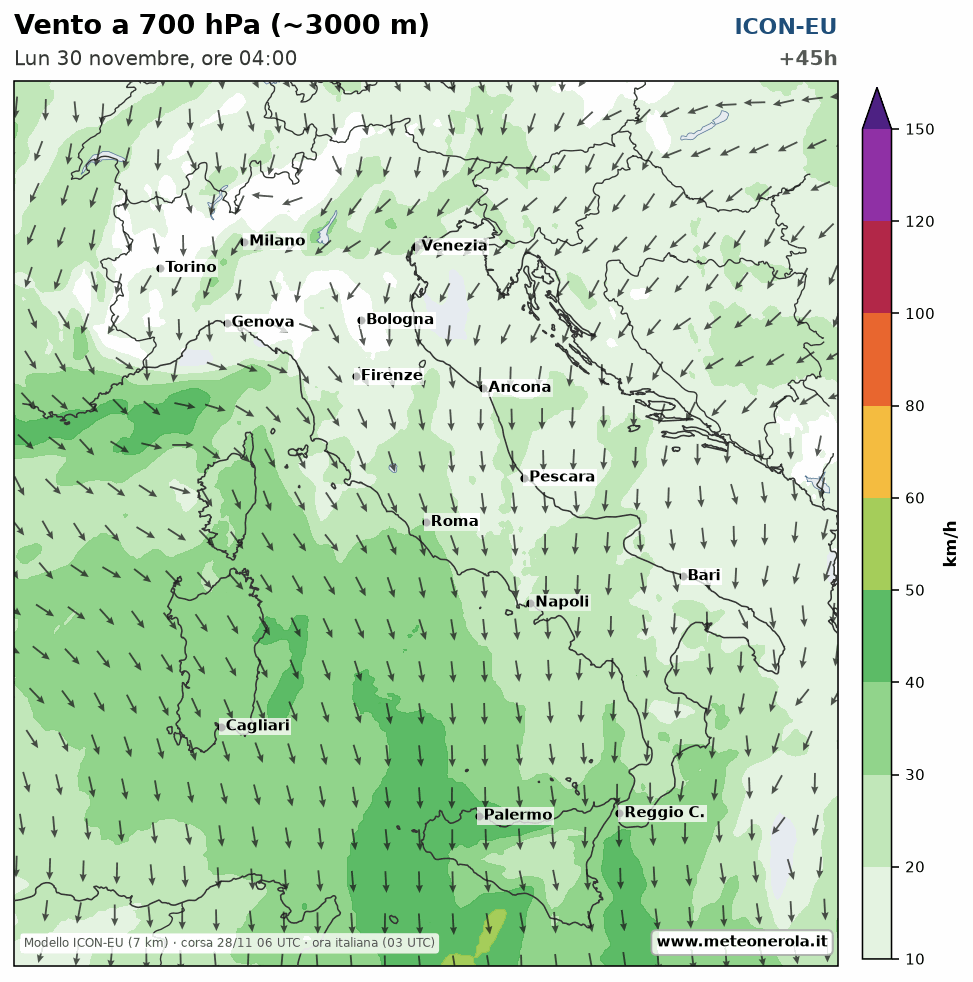 Vento a 700 hPa (~3000 m)
ICON-EU
Lun 30 novembre, ore 04:00
+45h
Milano
Venezia
Torino
Genova
Bologna
Firenze
Ancona
Pescara
Roma
Bari
Napoli
Cagliari
Palermo
Reggio C.
Modello ICON-EU (7 km) · corsa 28/11 06 UTC · ora italiana (03 UTC)
www.meteonerola.it
150
120
100
80
60
50
40
30
20
10
km/h